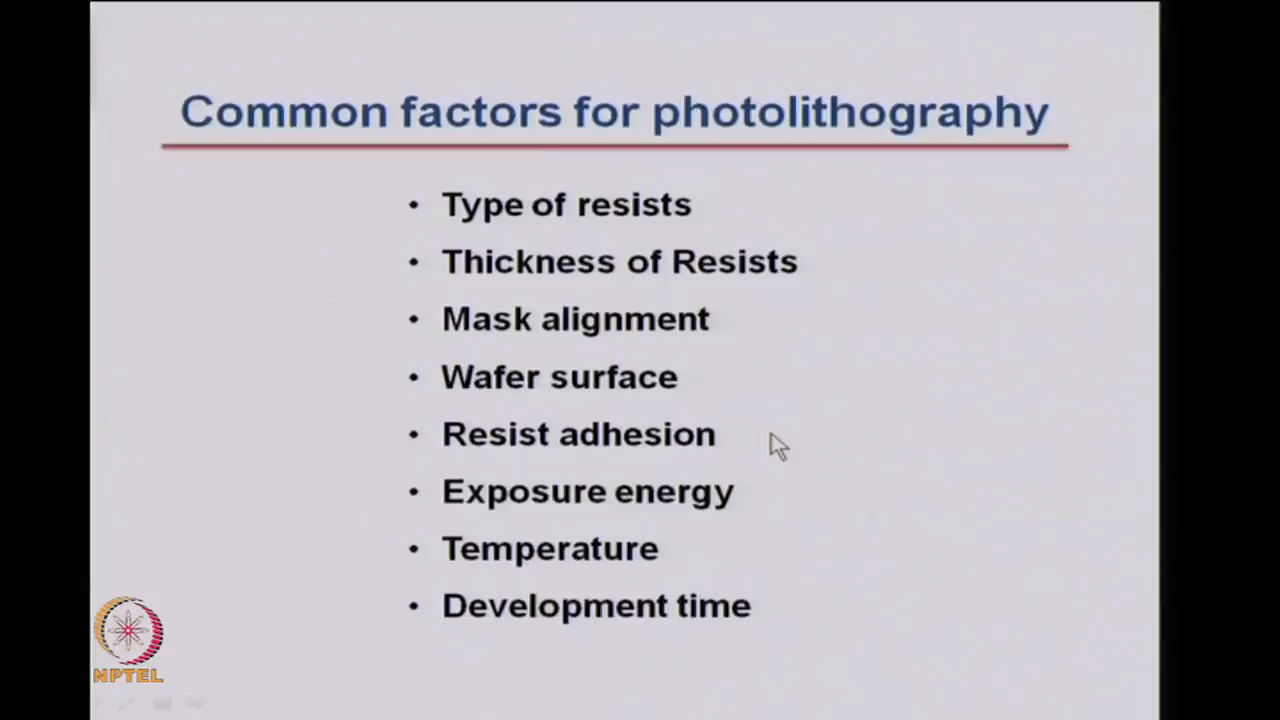 Common factors for photolithography
• Type of resists
• Thickness of Resists
• Mask alignment
• Wafer surface
• Resist adhesion
• Exposure energy
• Temperature
• Development time
NPTEL